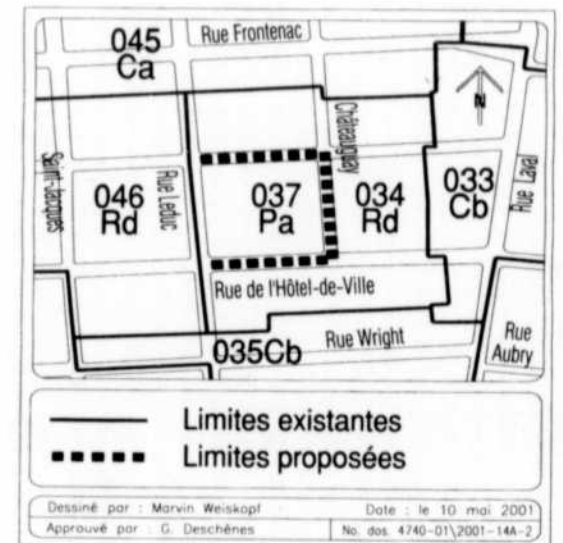 045
Ca
Rue Frontenac
N
Saint-Jacques
046
Rd
Rue Leduc
037
Pa
Châteauguay
034
Rd
033
Cb
Rue Laval
Rue de l'Hôtel-de-Ville
035Cb
Rue Wright
Rue
Aubry
Limites existantes
Limites proposées
Dessiné par : Marvin Weiskopf
Date : le 10 mai 2001
Approuvé par : G. Deschênes
No. dos. 4740-01\2001-14A-2